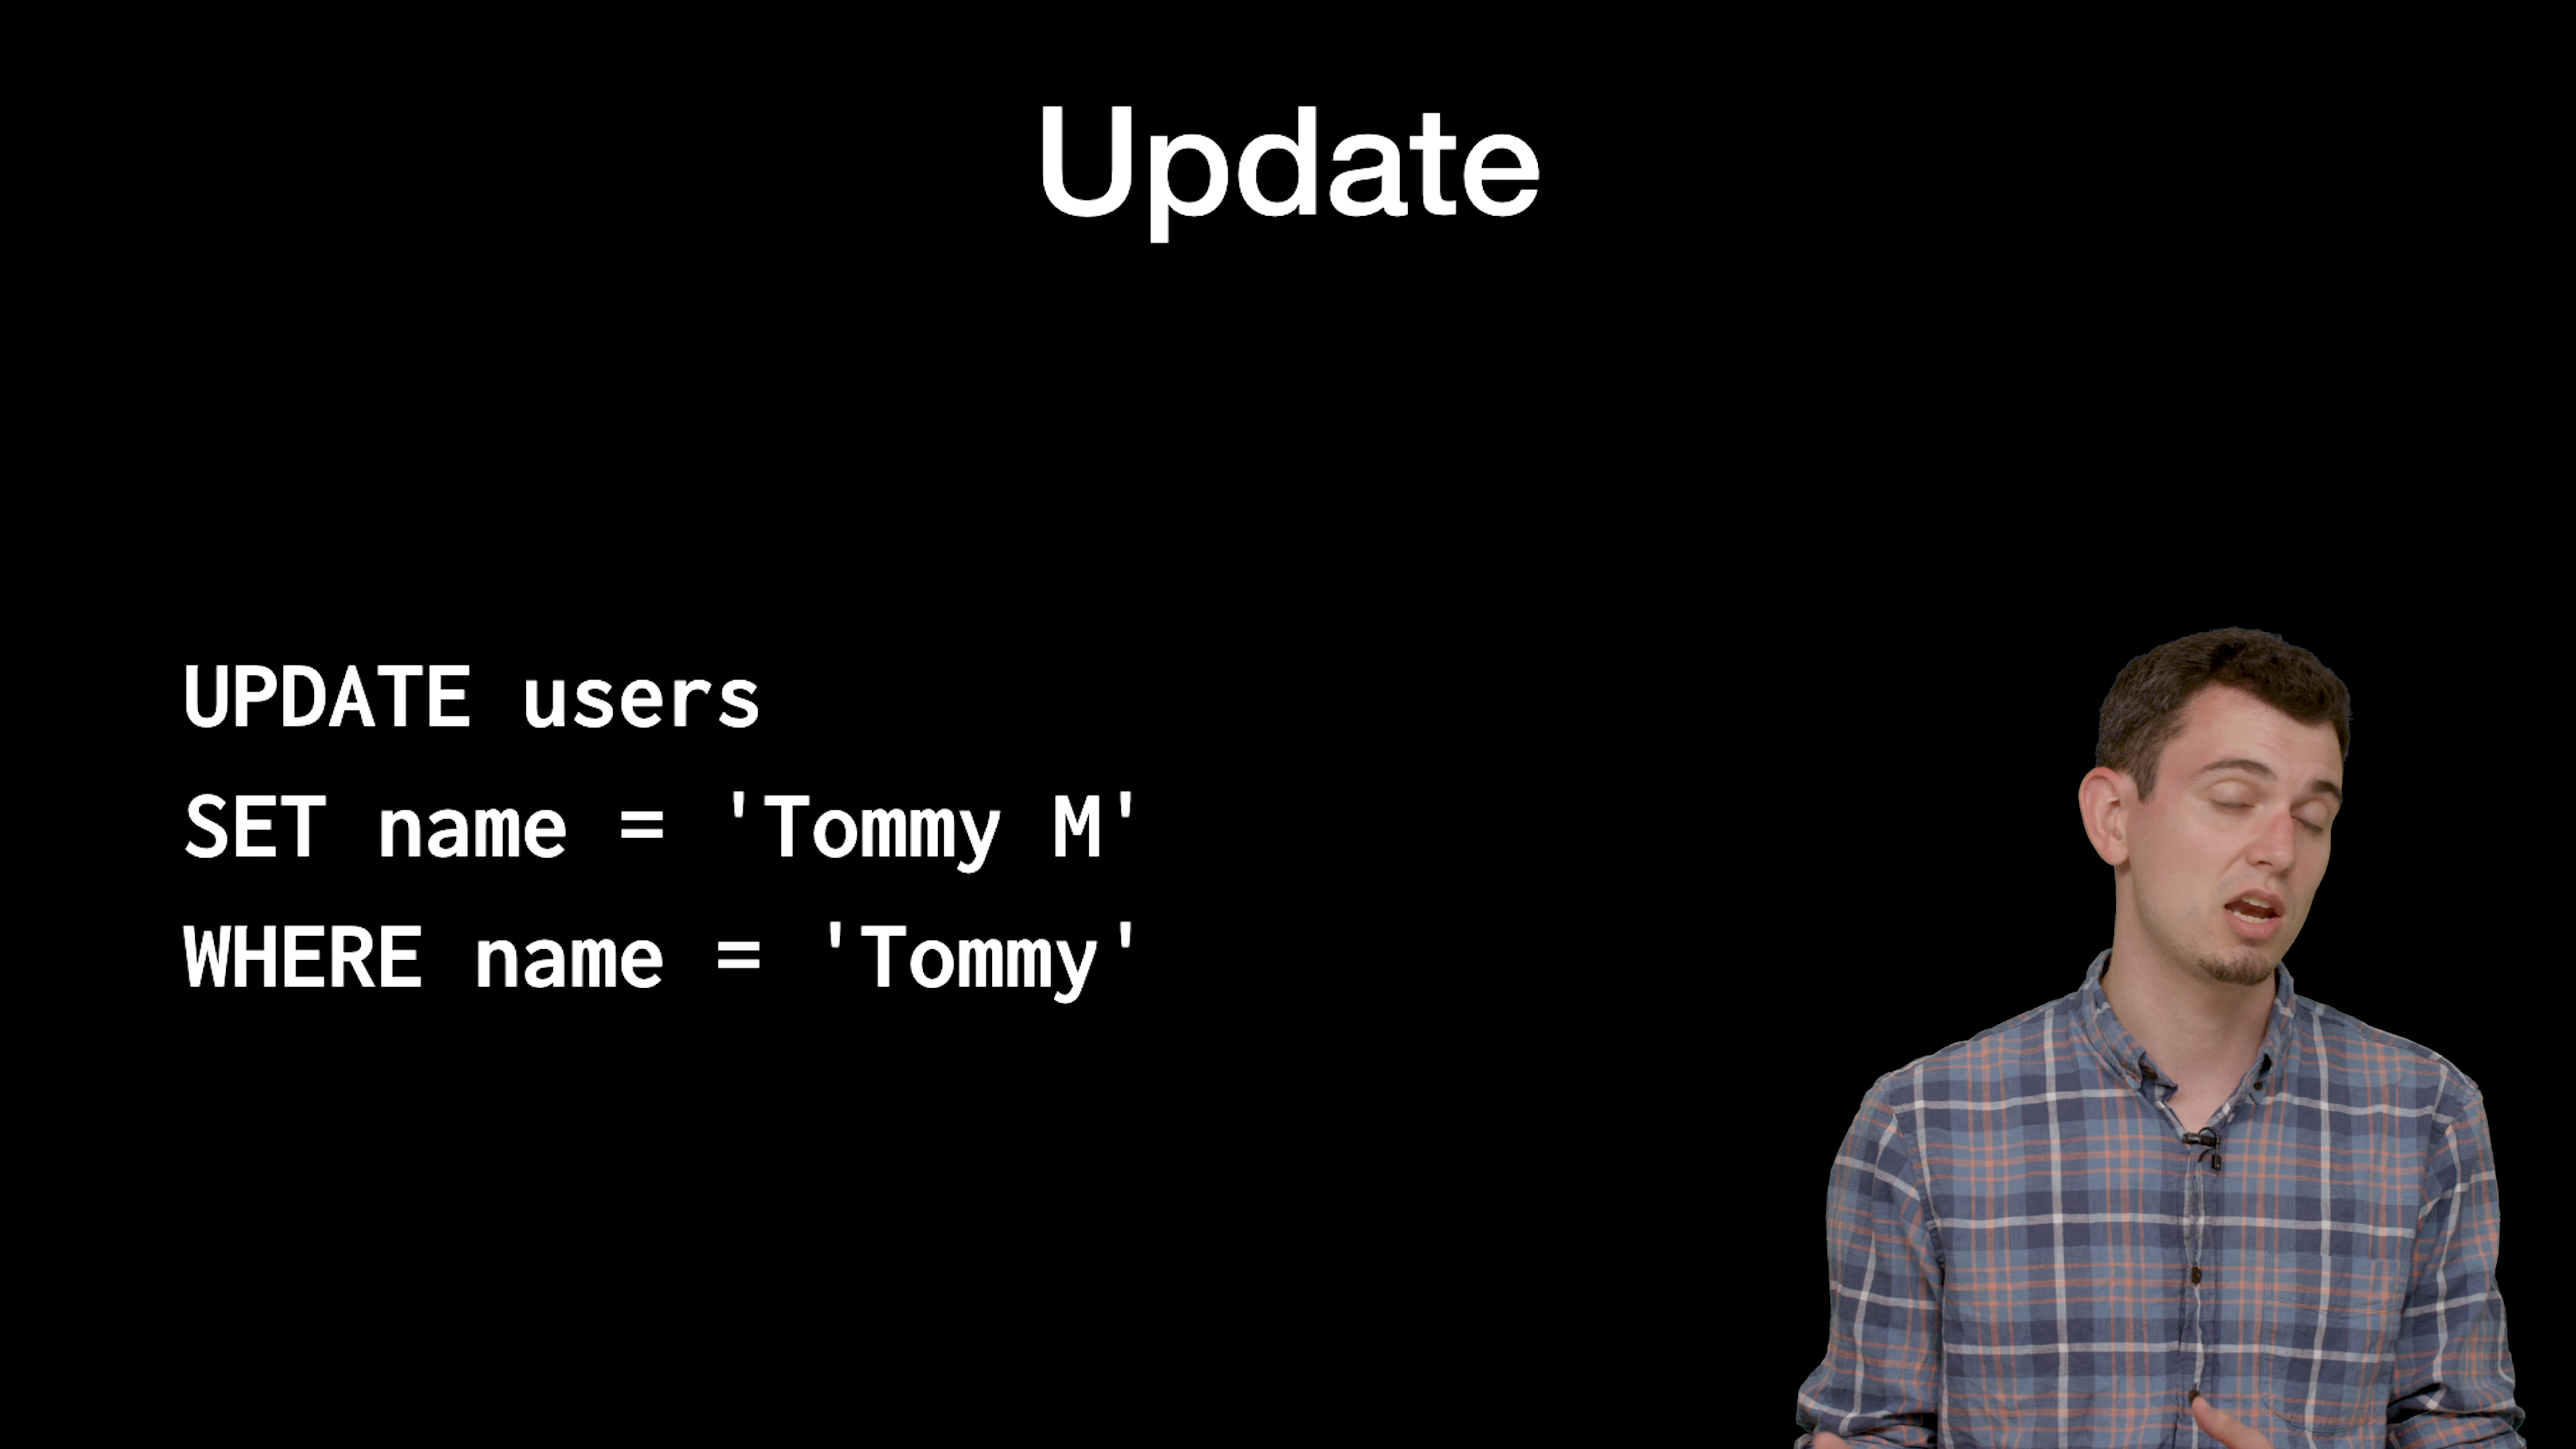 Update
UPDATE users
SET name = 'Tommy M'
WHERE name = 'Tommy'